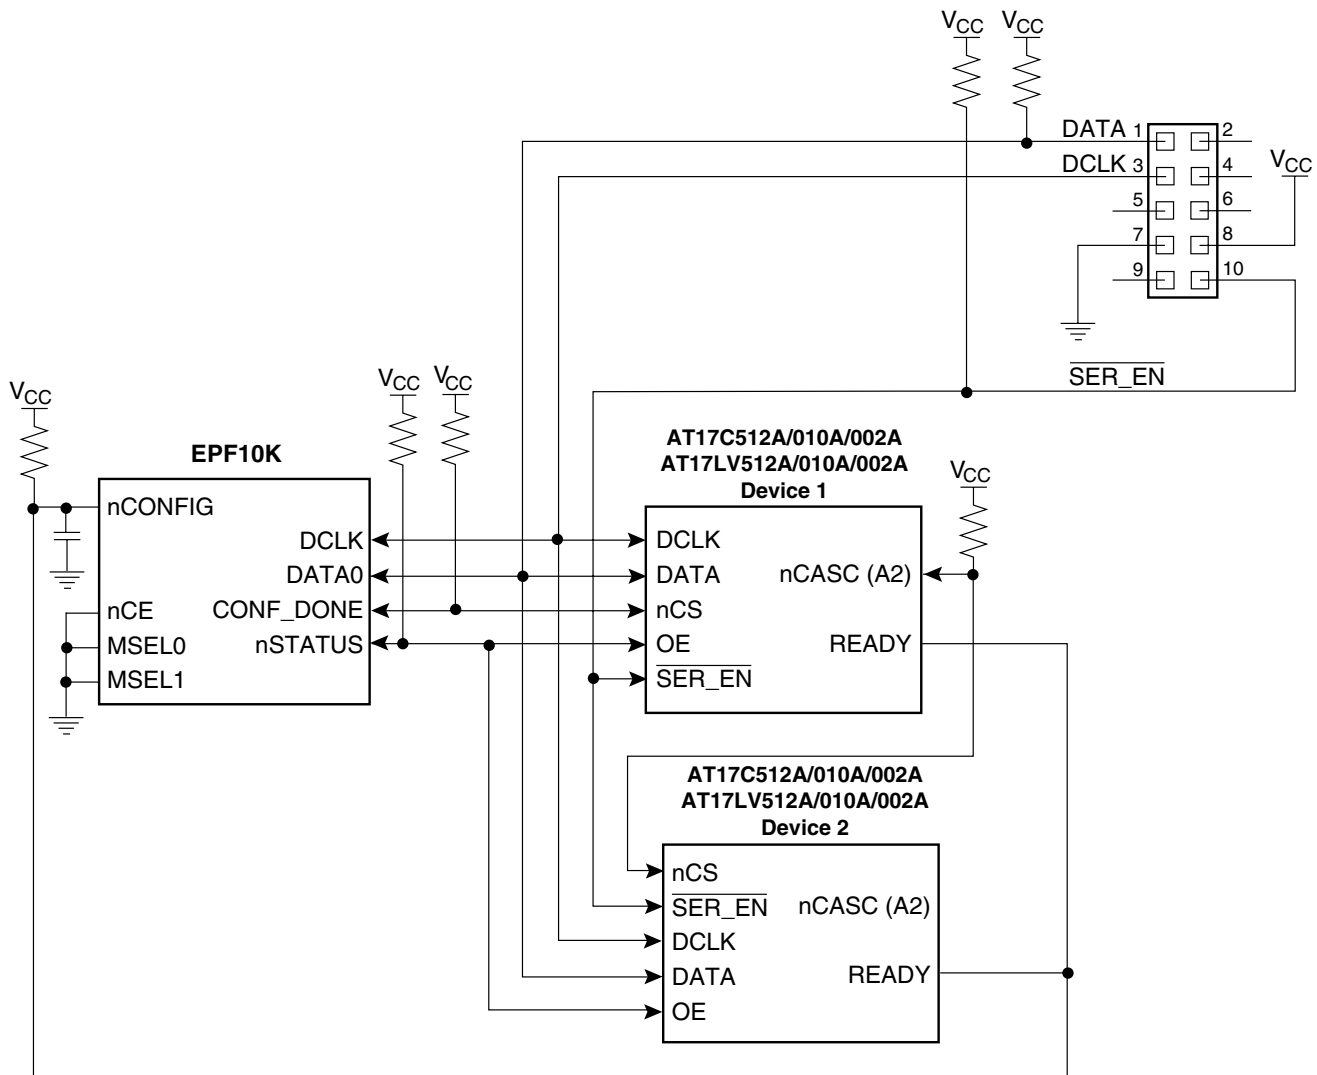 VCC
VCC
DATA 1
2
DCLK 3
4
VCC
5
6
7
8
9
10
SER_EN
VCC
VCC
VCC
EPF10K
nCONFIG
DCLK
DATA0
nCE
CONF_DONE
MSEL0
nSTATUS
MSEL1
AT17C512A/010A/002A
AT17LV512A/010A/002A
Device 1
VCC
DCLK
DATA
nCASC (A2)
nCS
OE
READY
SER_EN
AT17C512A/010A/002A
AT17LV512A/010A/002A
Device 2
nCS
SER_EN
nCASC (A2)
DCLK
DATA
READY
OE